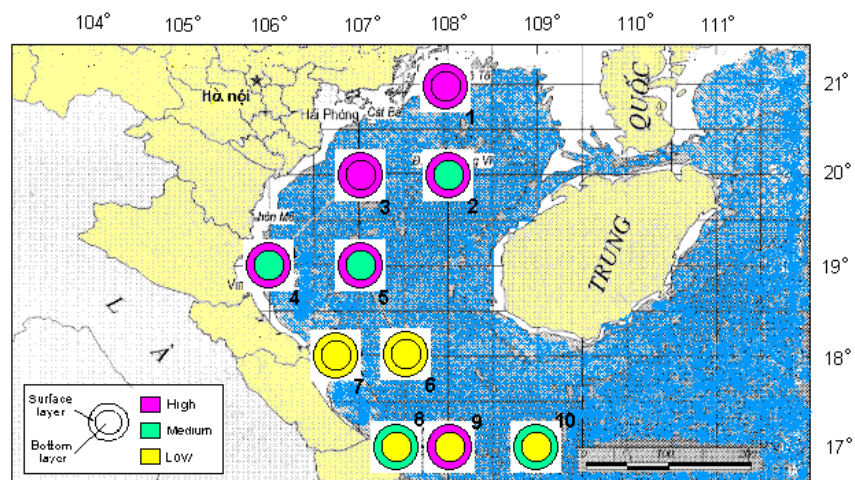 104° 105° 106° 107° 108° 109° 110° 111°
21°
Hà nội
QUỐC
Hải Phòng Cát Bà
1
20°
3
2
TRUNG
19°
4
5
L
À
18°
7
6
Surface
layer
Bottom
layer
High
Medium
Low
8
9
10
17°
0
100